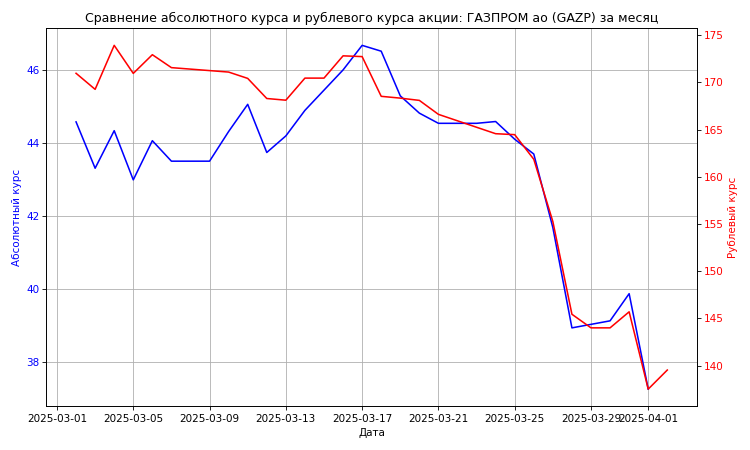 Сравнение абсолютного курса и рублевого курса акции: ГАЗПРОМ ао (GAZP) за месяц
Абсолютный курс
46
44
42
40
38
175
170
165
160
155
150
145
140
Рублевый курс
2025-03-01 2025-03-05 2025-03-09 2025-03-13 2025-03-17 2025-03-21 2025-03-25 2025-03-29 2025-04-01
Дата